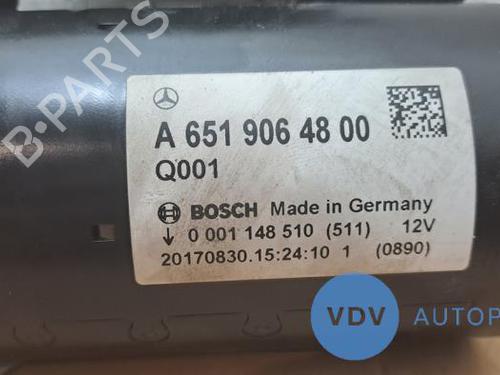 B-PARTS
A 651 906 48 00
Q001
BOSCH Made in Germany
0 001 148 510 (511) 12V
20170830.15:24:10 1 (0890)
VDV AUTOP